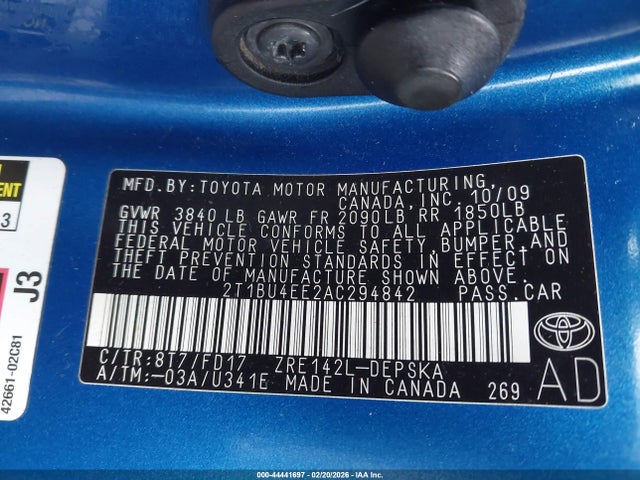 MFD.BY:TOYOTA MOTOR MANUFACTURING,
CANADA, INC. 10/09
GVWR 3840LB GAWR FR 2090LB RR 1850LB
THIS VEHICLE CONFORMS TO ALL APPLICABLE
FEDERAL MOTOR VEHICLE SAFETY, BUMPER, AND
THEFT PREVENTION STANDARDS IN EFFECT ON
THE DATE OF MANUFACTURE SHOWN ABOVE.
2T1BU4EE2AC294842 PASS.CAR
C/TR:8T7/FD17 ZRE142L-DEPSKA
A/TM:-03A/U341E MADE IN CANADA 269
AD
J3
42661-02C81
3
000-44441697 - 02/20/2026 - IAA Inc.